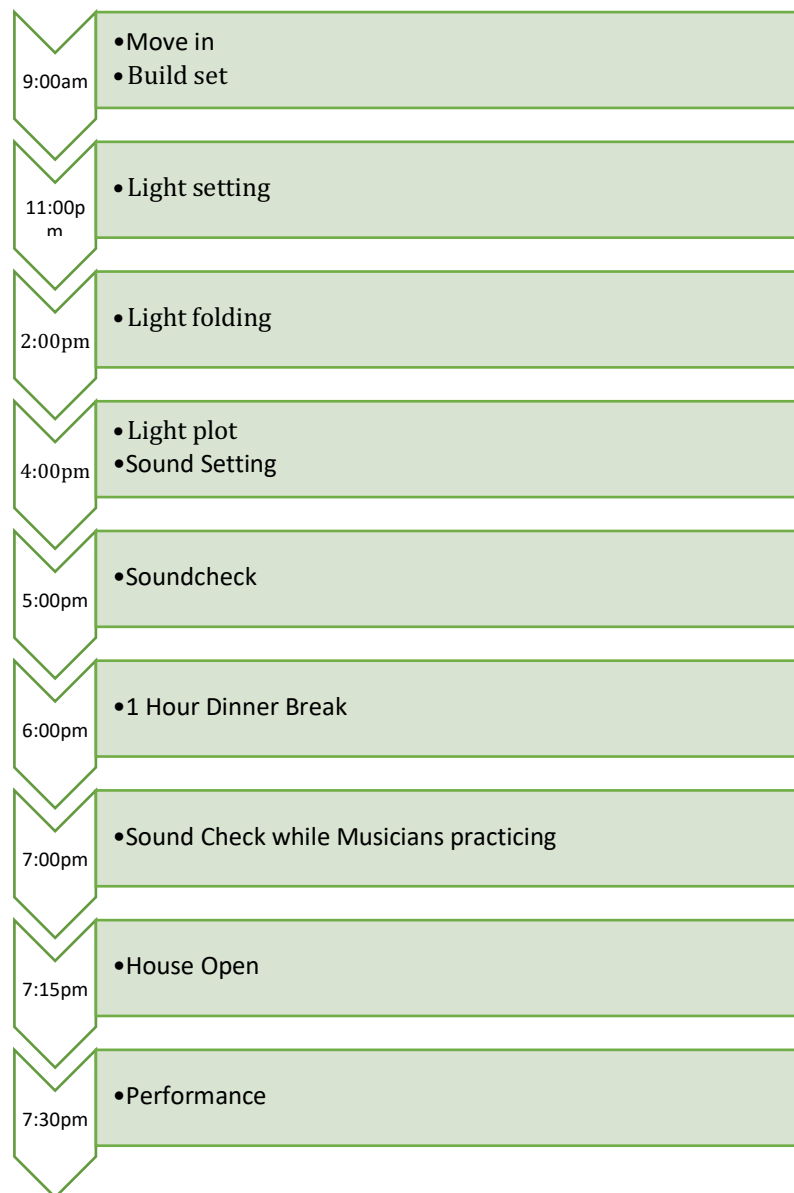 9:00am
•Move in
•Build set
11:00p
m
•Light setting
2:00pm
•Light folding
4:00pm
•Light plot
•Sound Setting
5:00pm
•Soundcheck
6:00pm
•1 Hour Dinner Break
7:00pm
•Sound Check while Musicians practicing
7:15pm
•House Open
7:30pm
•Performance